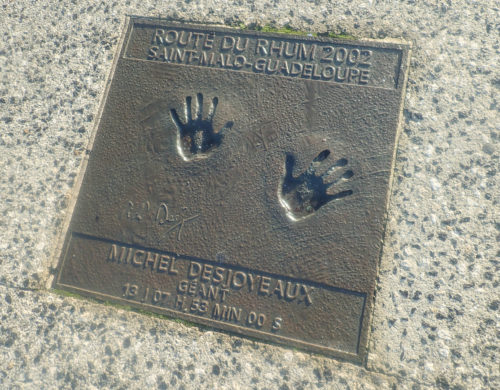 ROUTE DU RHUM 2002
SAINT-MALO-GUADELOUPE
MICHEL DESJOYEAUX
GÉANT
13 J 07 H 53 MIN 00 S